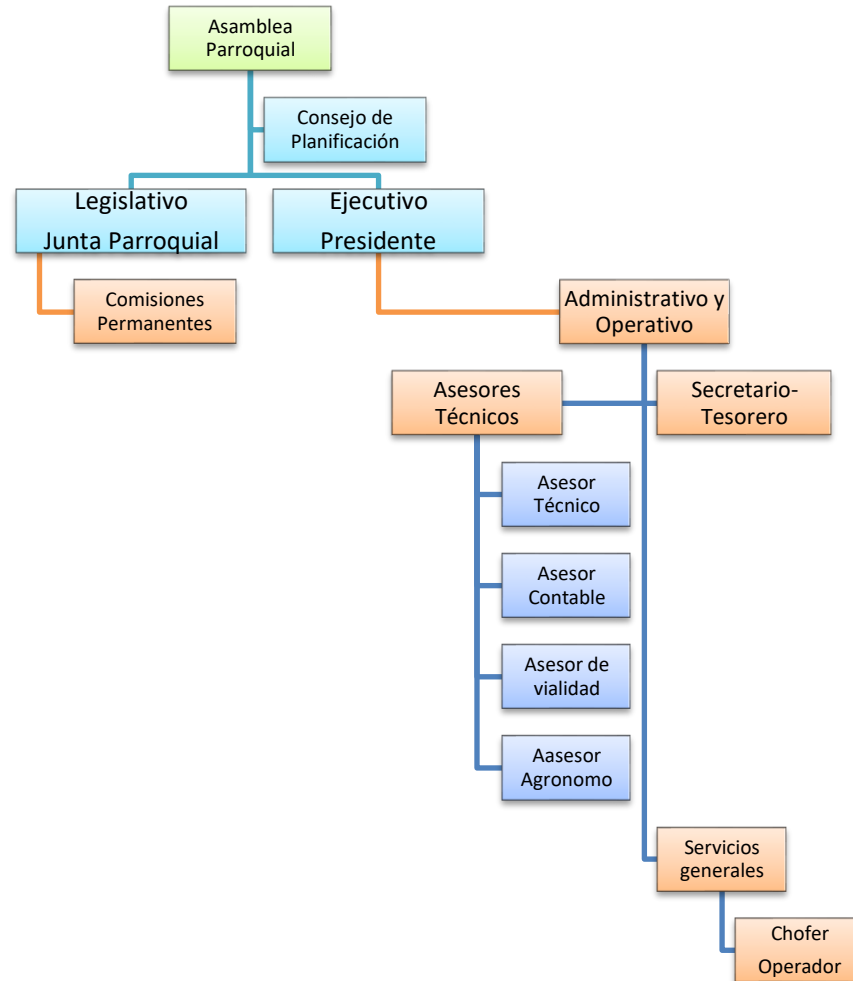 Asamblea
Parroquial
Consejo de
Planificación
Legislativo
Junta Parroquial
Ejecutivo
Presidente
Comisiones
Permanentes
Administrativo y
Operativo
Asesores
Técnicos
Secretario-
Tesorero
Asesor
Técnico
Asesor
Contable
Asesor de
vialidad
Aasesor
Agronomo
Servicios
generales
Chofer
Operador